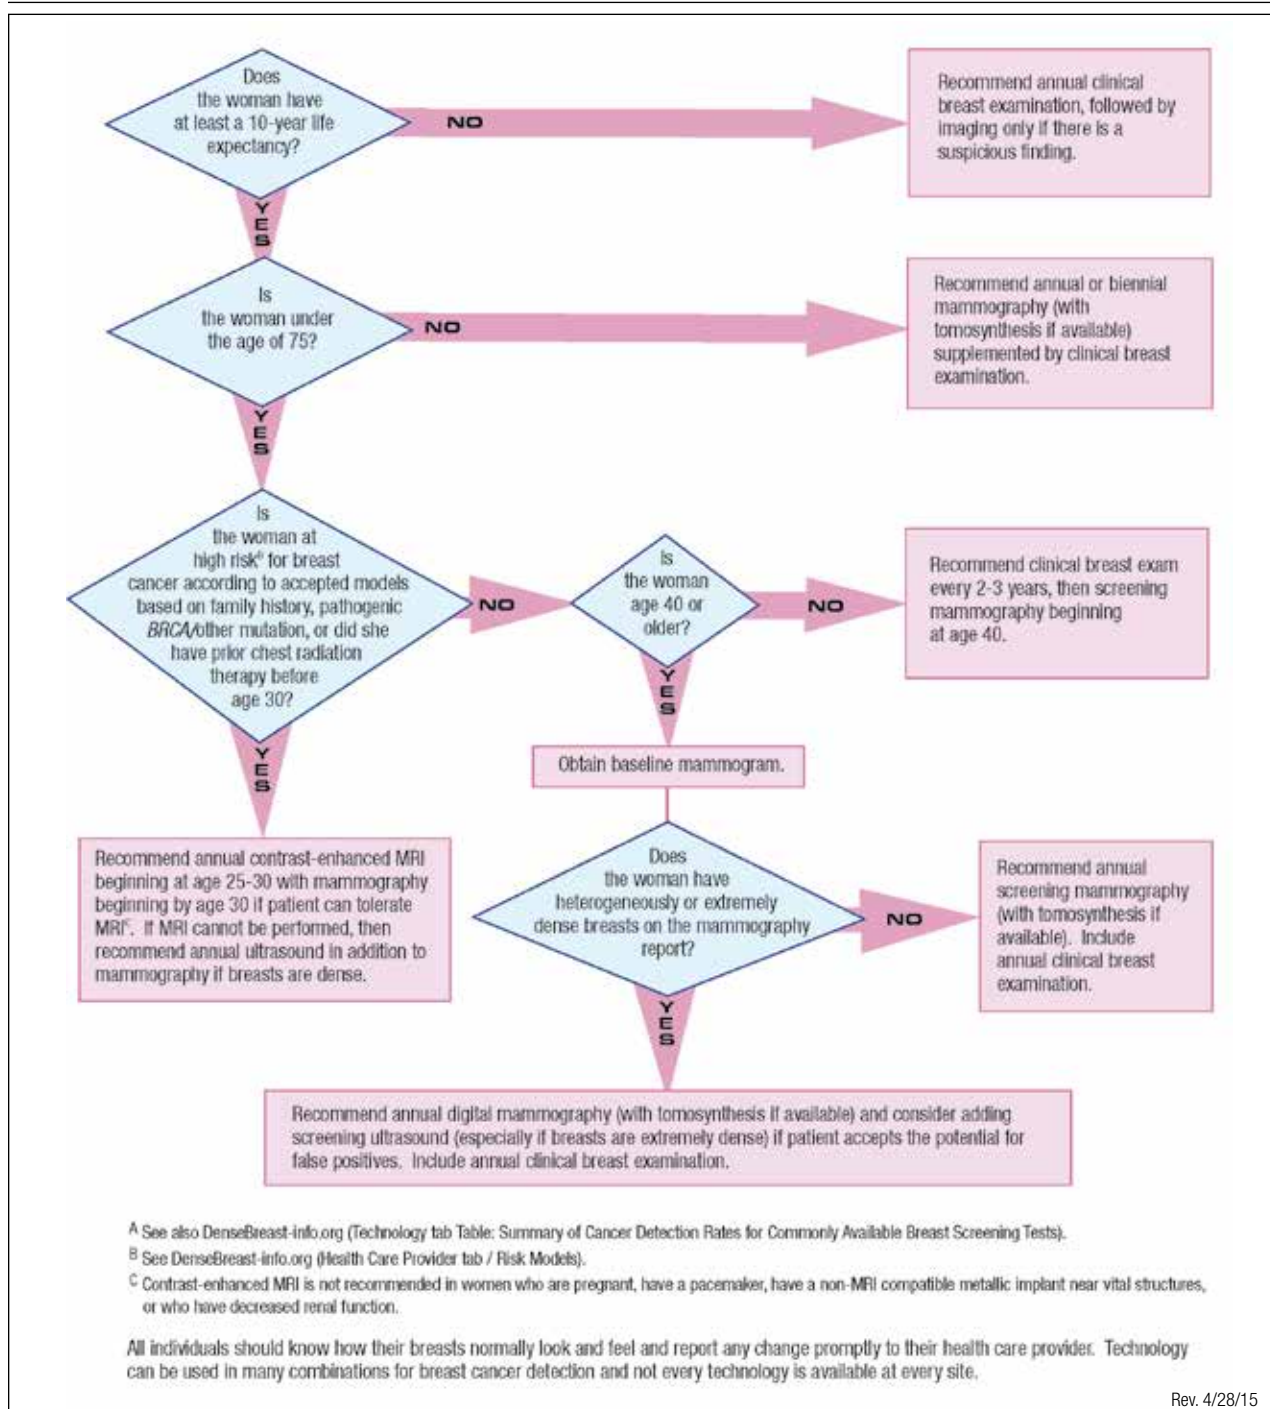 Does
the woman have
at least a 10-year life
expectancy?
NO
Recommend annual clinical
breast examination, followed by
imaging only if there is a
suspicious finding.
YES
Is
the woman under
the age of 75?
NO
Recommend annual or biennial
mammography (with
tomosynthesis if available)
supplemented by clinical breast
examination.
YES
Is
the woman at
high risk⁶ for breast
cancer according to accepted models
based on family history, pathogenic
BRCA/other mutation, or did she
have prior chest radiation
therapy before
age 30?
NO
Is
the woman
age 40 or
older?
NO
Recommend clinical breast exam
every 2-3 years, then screening
mammography beginning
at age 40.
YES
YES
Obtain baseline mammogram.
Recommend annual contrast-enhanced MRI
beginning at age 25-30 with mammography
beginning by age 30 if patient can tolerate
MRIᶜ. If MRI cannot be performed, then
recommend annual ultrasound in addition to
mammography if breasts are dense.
Does
the woman have
heterogeneously or extremely
dense breasts on the mammography
report?
NO
Recommend annual
screening mammography
(with tomosynthesis if
available). Include
annual clinical breast
examination.
YES
Recommend annual digital mammography (with tomosynthesis if available) and consider adding
screening ultrasound (especially if breasts are extremely dense) if patient accepts the potential for
false positives. Include annual clinical breast examination.
A See also DenseBreast-info.org (Technology tab Table: Summary of Cancer Detection Rates for Commonly Available Breast Screening Tests).
B See DenseBreast-info.org (Health Care Provider tab / Risk Models).
C Contrast-enhanced MRI is not recommended in women who are pregnant, have a pacemaker, have a non-MRI compatible metallic implant near vital structures,
or who have decreased renal function.
All individuals should know how their breasts normally look and feel and report any change promptly to their health care provider. Technology
can be used in many combinations for breast cancer detection and not every technology is available at every site.
Rev. 4/28/15